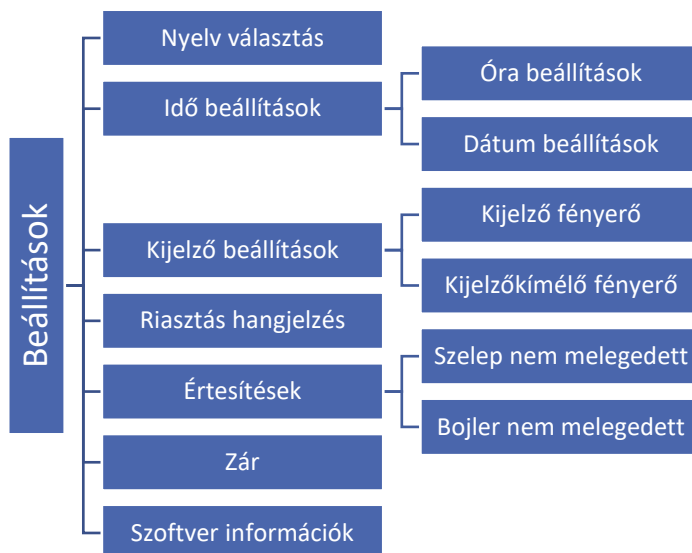 Beállítások
Nyelv választás
Idő beállítások
Óra beállítások
Dátum beállítások
Kijelző beállítások
Kijelző fényerő
Kijelzőkímélő fényerő
Riasztás hangjelzés
Értesítések
Szelep nem melegedett
Bojler nem melegedett
Zár
Szoftver információk